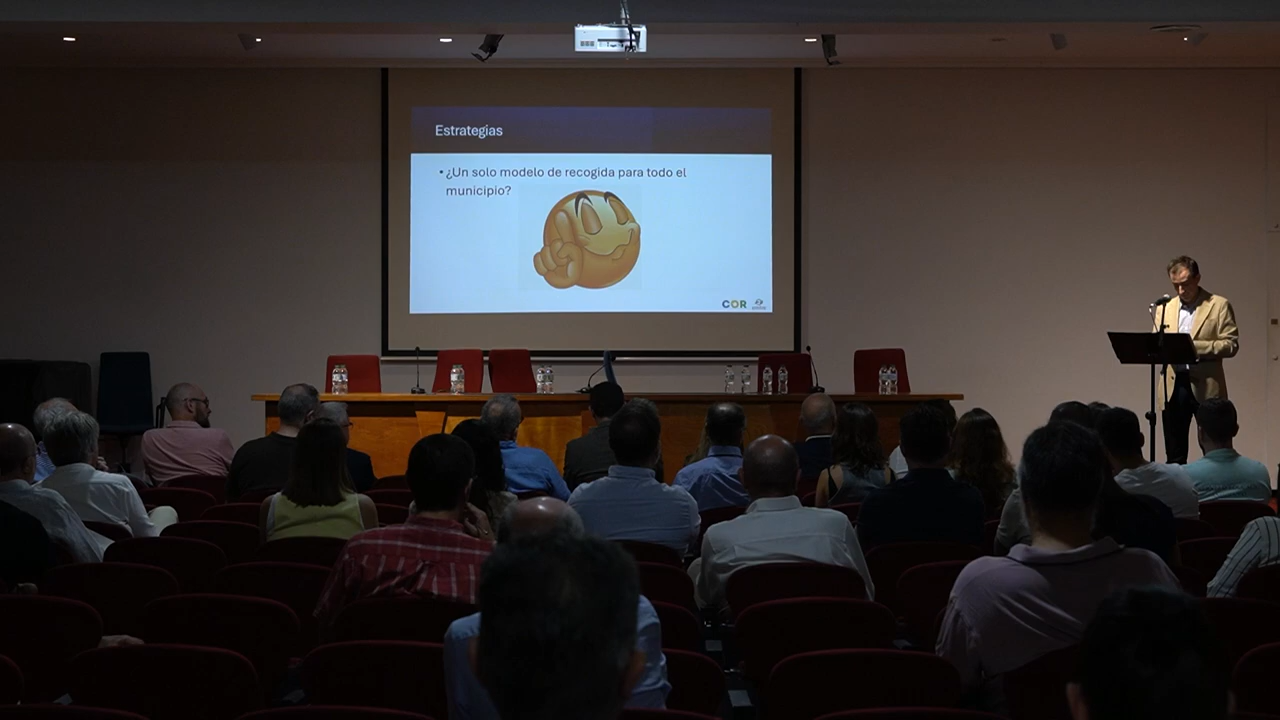 Estrategias
• ¿Un solo modelo de recogida para todo el
municipio?
COR